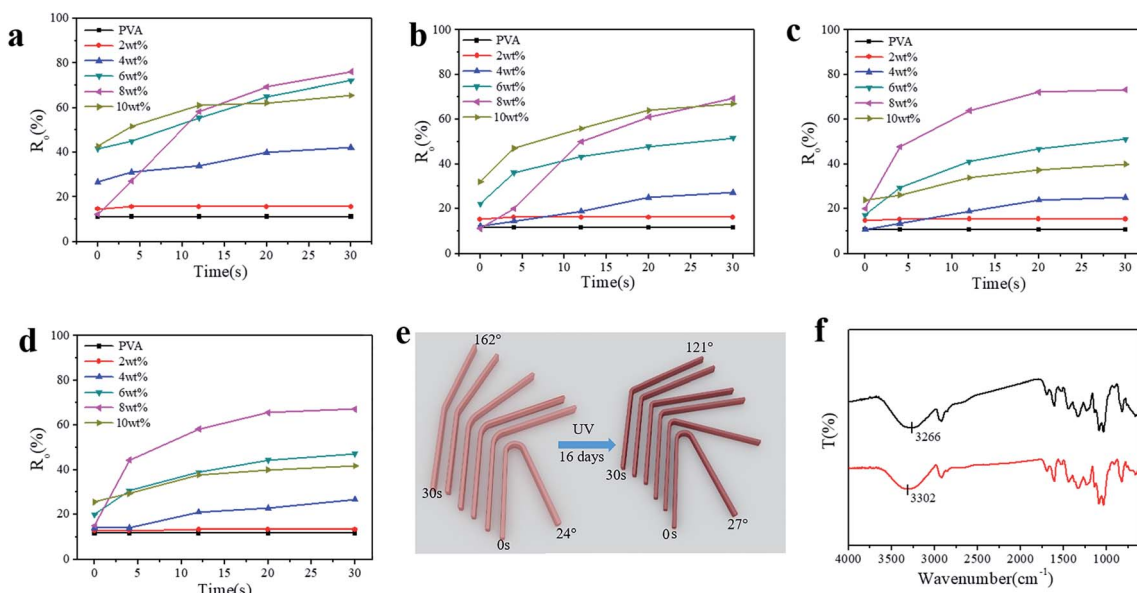 a
100
80
60
40
20
0
R₀(%)
PVA
2wt%
4wt%
6wt%
8wt%
10wt%
0 5 10 15 20 25 30
Time(s)
b
100
80
60
40
20
0
R₀(%)
PVA
2wt%
4wt%
6wt%
8wt%
10wt%
0 5 10 15 20 25 30
Time(s)
c
100
80
60
40
20
0
R₀(%)
PVA
2wt%
4wt%
6wt%
8wt%
10wt%
0 5 10 15 20 25 30
Time(s)
d
100
80
60
40
20
0
R₀(%)
PVA
2wt%
4wt%
6wt%
8wt%
10wt%
0 5 10 15 20 25 30
Time(s)
e
162°
30s
0s
24°
UV
16 days
121°
30s
0s
27°
f
T(%)
3266
3302
4000 3500 3000 2500 2000 1500 1000
Wavenumber(cm⁻¹)